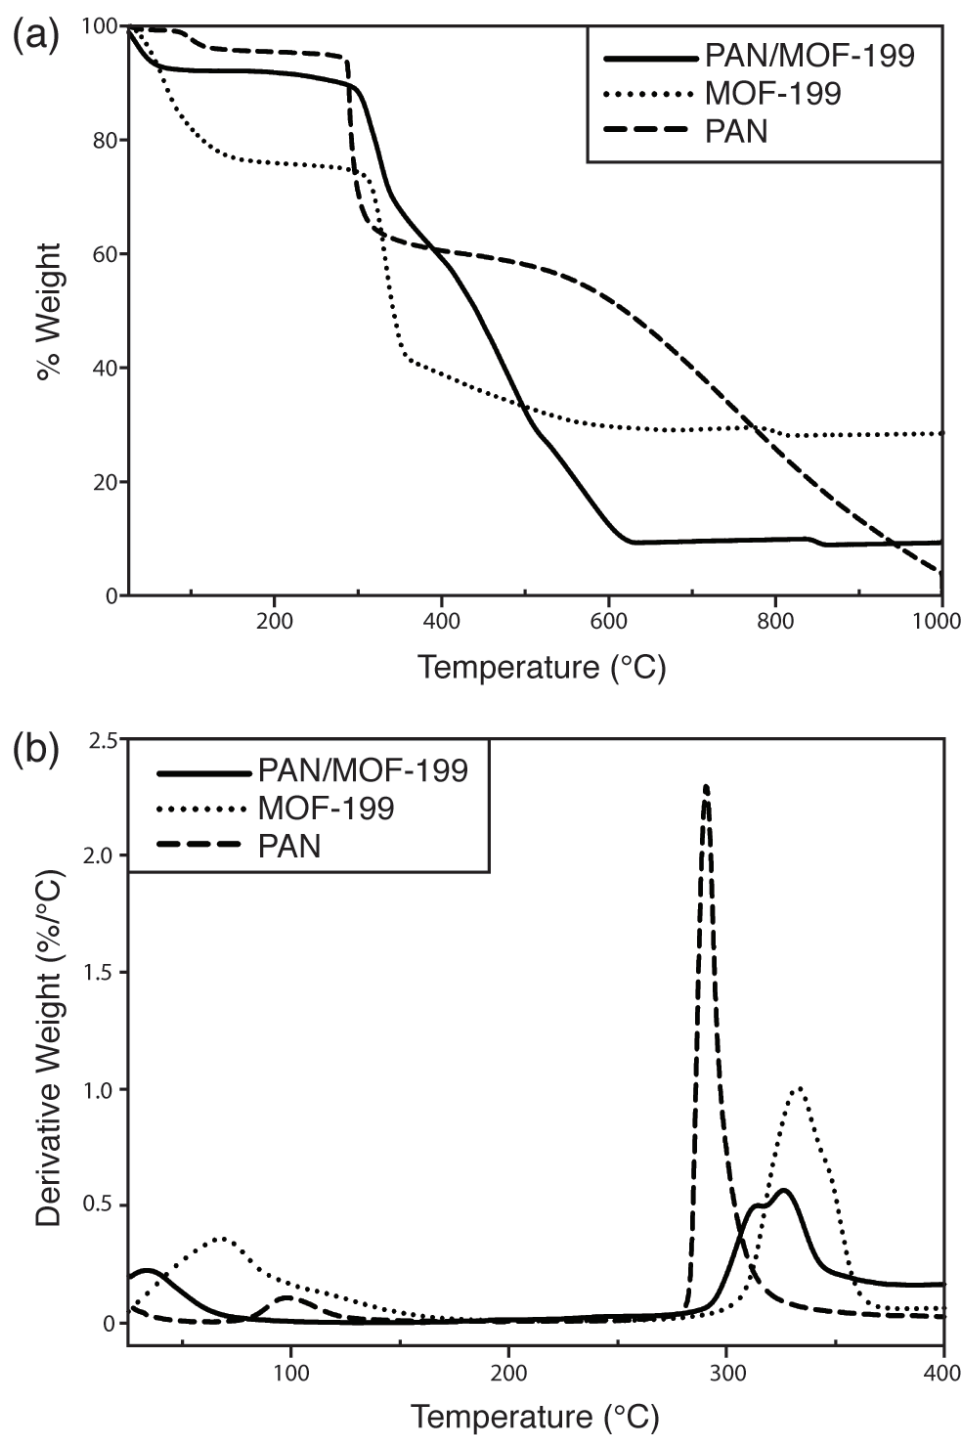 (a)
100
80
60
40
20
0
% Weight
PAN/MOF-199
MOF-199
PAN
200
400
600
800
1000
Temperature (°C)
(b)
2.5
2.0
1.5
1.0
0.5
0
Derivative Weight (%/°C)
PAN/MOF-199
MOF-199
PAN
100
200
300
400
Temperature (°C)